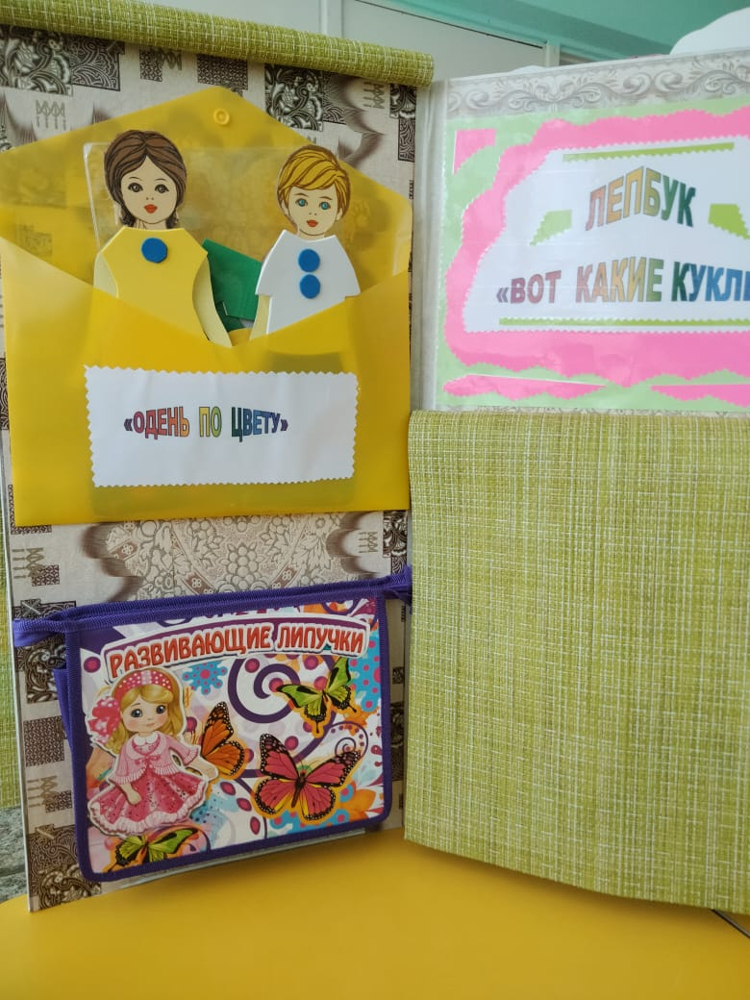 ЛЕПБУК
«ВОТ КАКИЕ КУКЛ
«ОДЕНЬ ПО ЦВЕТУ»
РАЗВИВАЮЩИЕ ЛИПУЧКИ